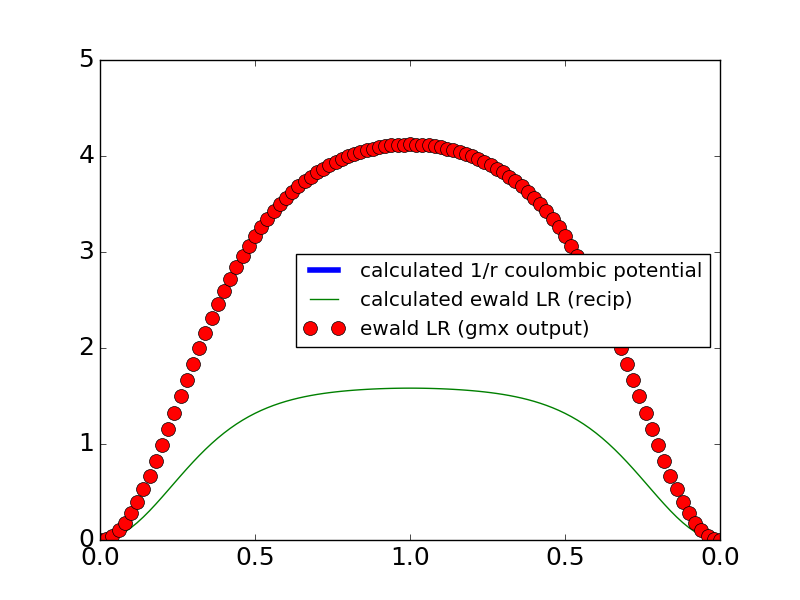 5
4
3
calculated 1/r coulombic potential
calculated ewald LR (recip)
ewald LR (gmx output)
2
1
0
0.0 0.5 1.0 0.5 0.0